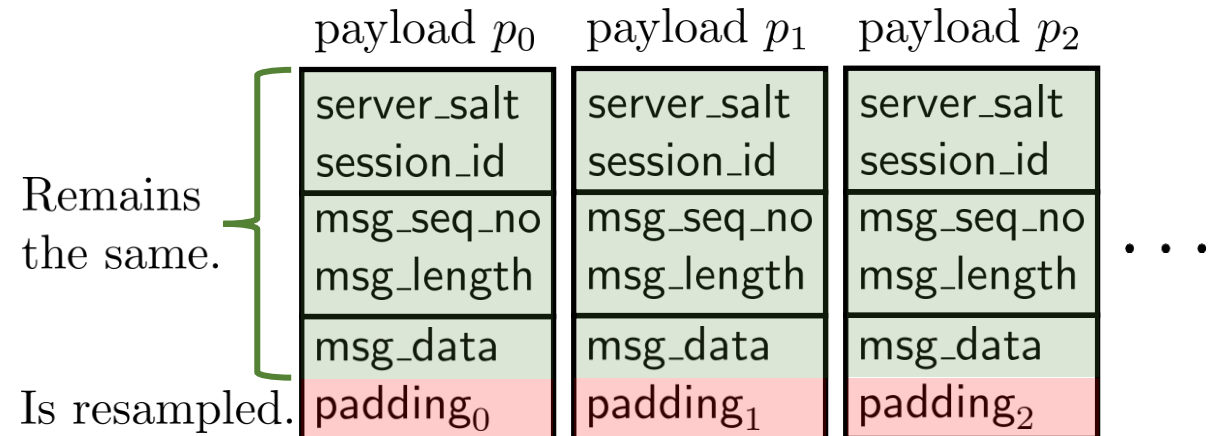 payload p₀ payload p₁ payload p₂
server_salt server_salt server_salt
session_id session_id session_id
Remains
the same.
msg_seq_no msg_seq_no msg_seq_no
msg_length msg_length msg_length
. . .
msg_data msg_data msg_data
Is resampled. padding₀ padding₁ padding₂